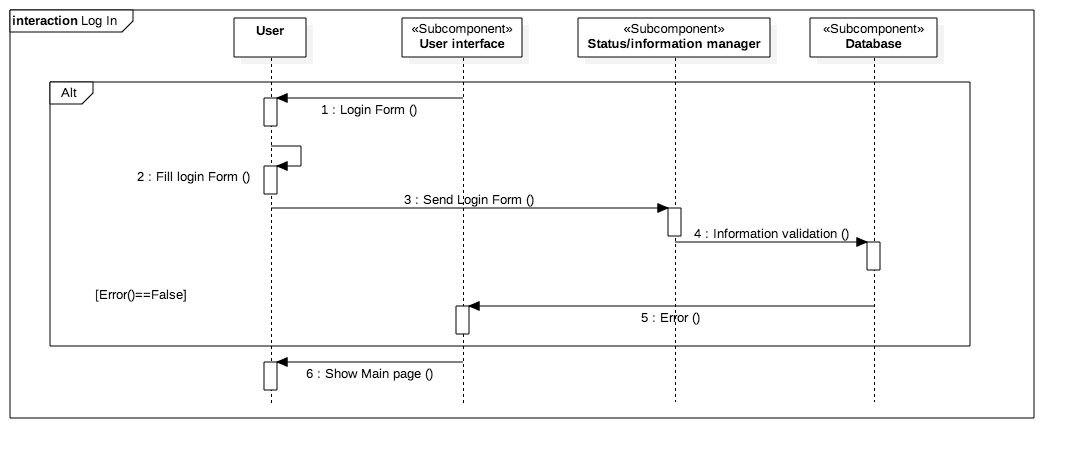 interaction Log In
User
«Subcomponent»
User interface
«Subcomponent»
Status/information manager
«Subcomponent»
Database
Alt
1 : Login Form ()
2 : Fill login Form ()
3 : Send Login Form ()
4 : Information validation ()
[Error()==False]
5 : Error ()
6 : Show Main page ()